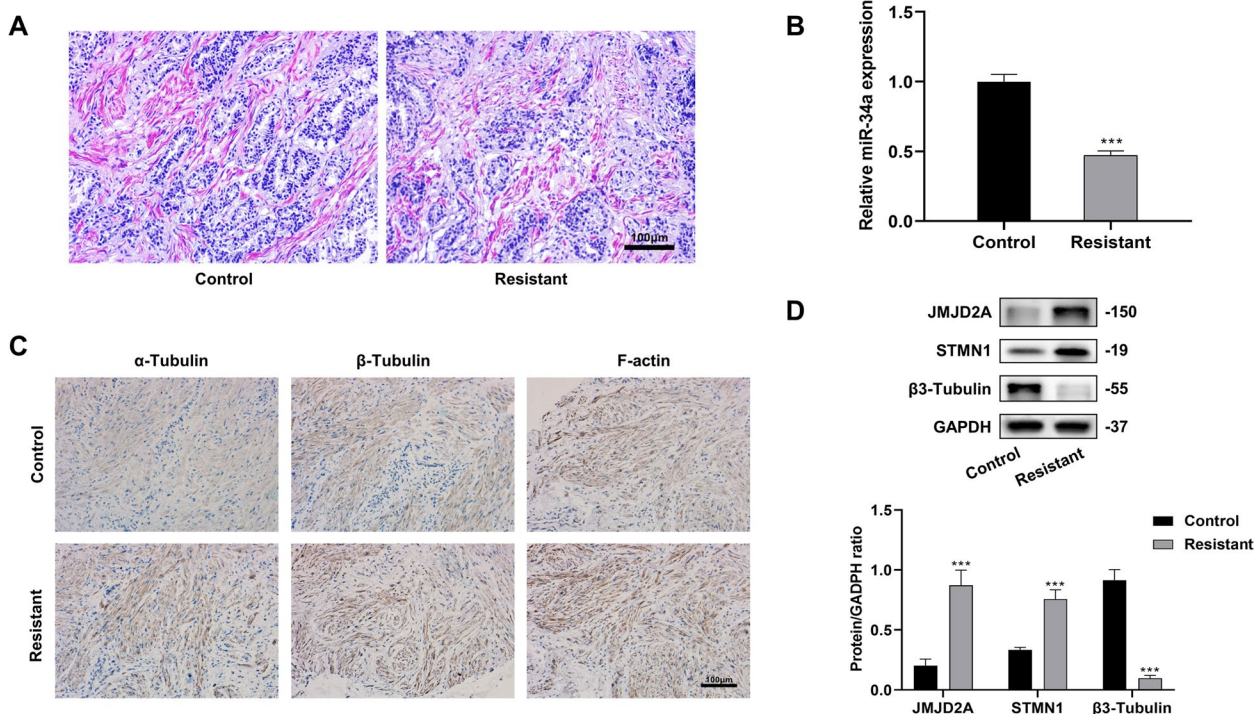 A
100μm
Control
Resistant
B
Relative miR-34a expression
1.5
1.0
0.5
0.0
***
Control
Resistant
C
α-Tubulin
β-Tubulin
F-actin
Control
Resistant
100μm
D
JMJD2A
-150
STMN1
-19
β3-Tubulin
-55
GAPDH
-37
Control
Resistant
Protein/GADPH ratio
1.5
1.0
0.5
0.0
***
***
***
JMJD2A
STMN1
β3-Tubulin
Control
Resistant